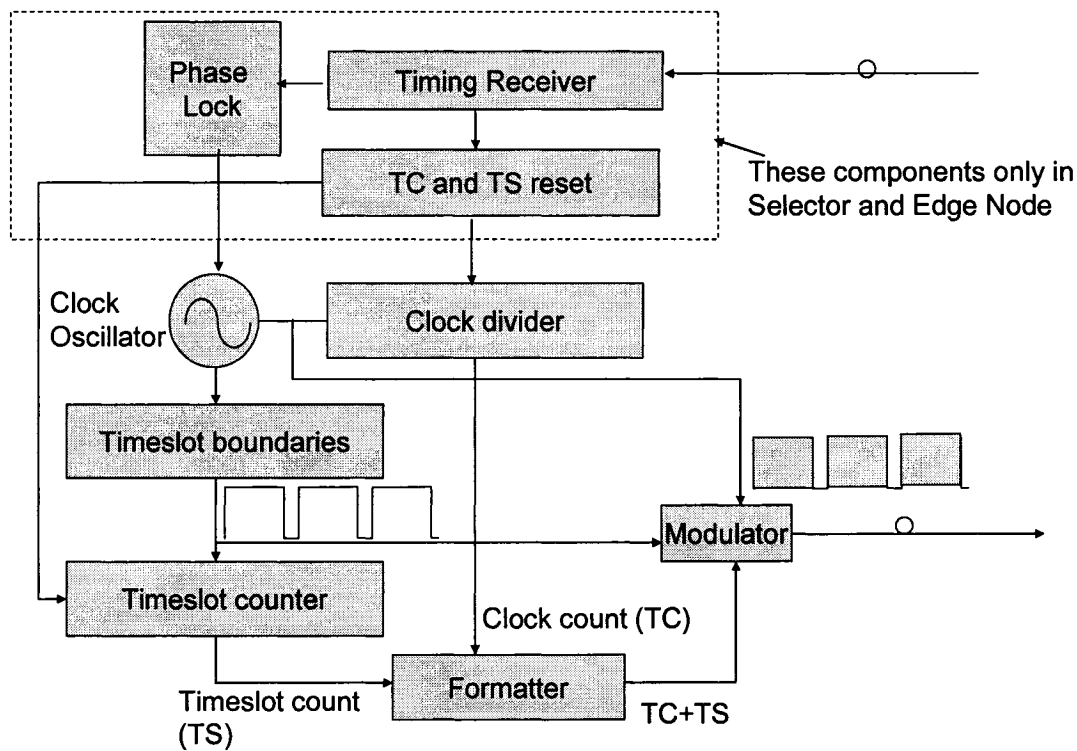 Phase
Lock
Timing Receiver
TC and TS reset
These components only in
Selector and Edge Node
Clock
Oscillator
Clock divider
Timeslot boundaries
Modulator
Timeslot counter
Clock count (TC)
Formatter
Timeslot count
(TS)
TC+TS